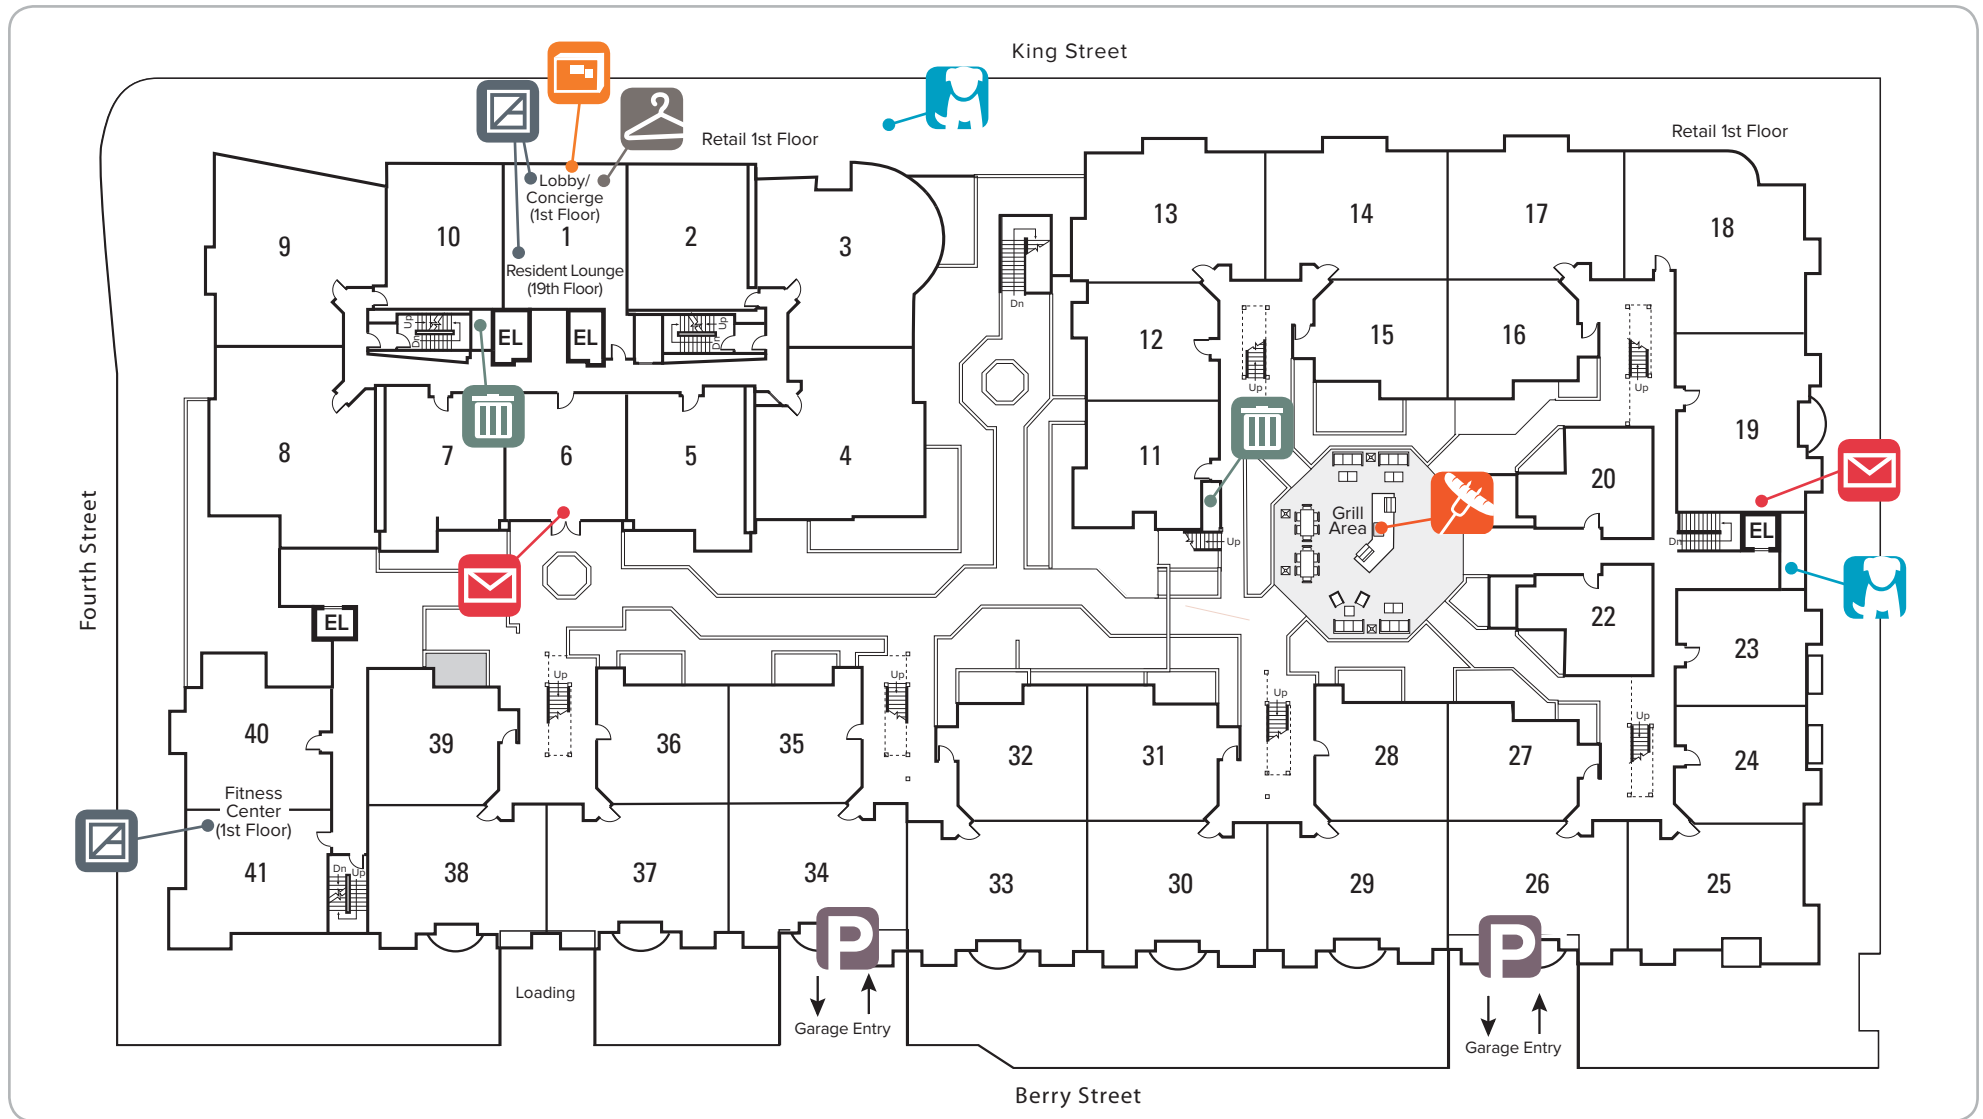 King Street
Retail 1st Floor
Retail 1st Floor
Lobby/
Concierge
(1st Floor)
9
10
1
2
3
13
14
17
18
Resident Lounge
(19th Floor)
Up
Dn
EL
EL
Up
Dn
Dn
12
15
16
Up
Up
8
7
6
5
4
11
19
20
Grill
Area
Up
Dn
EL
Fourth Street
EL
22
23
Up
Up
Up
Up
40
39
36
35
32
31
28
27
24
Fitness
Center
(1st Floor)
41
Dn
Up
38
37
34
33
30
29
26
25
P
P
Loading
Garage Entry
Garage Entry
Berry Street